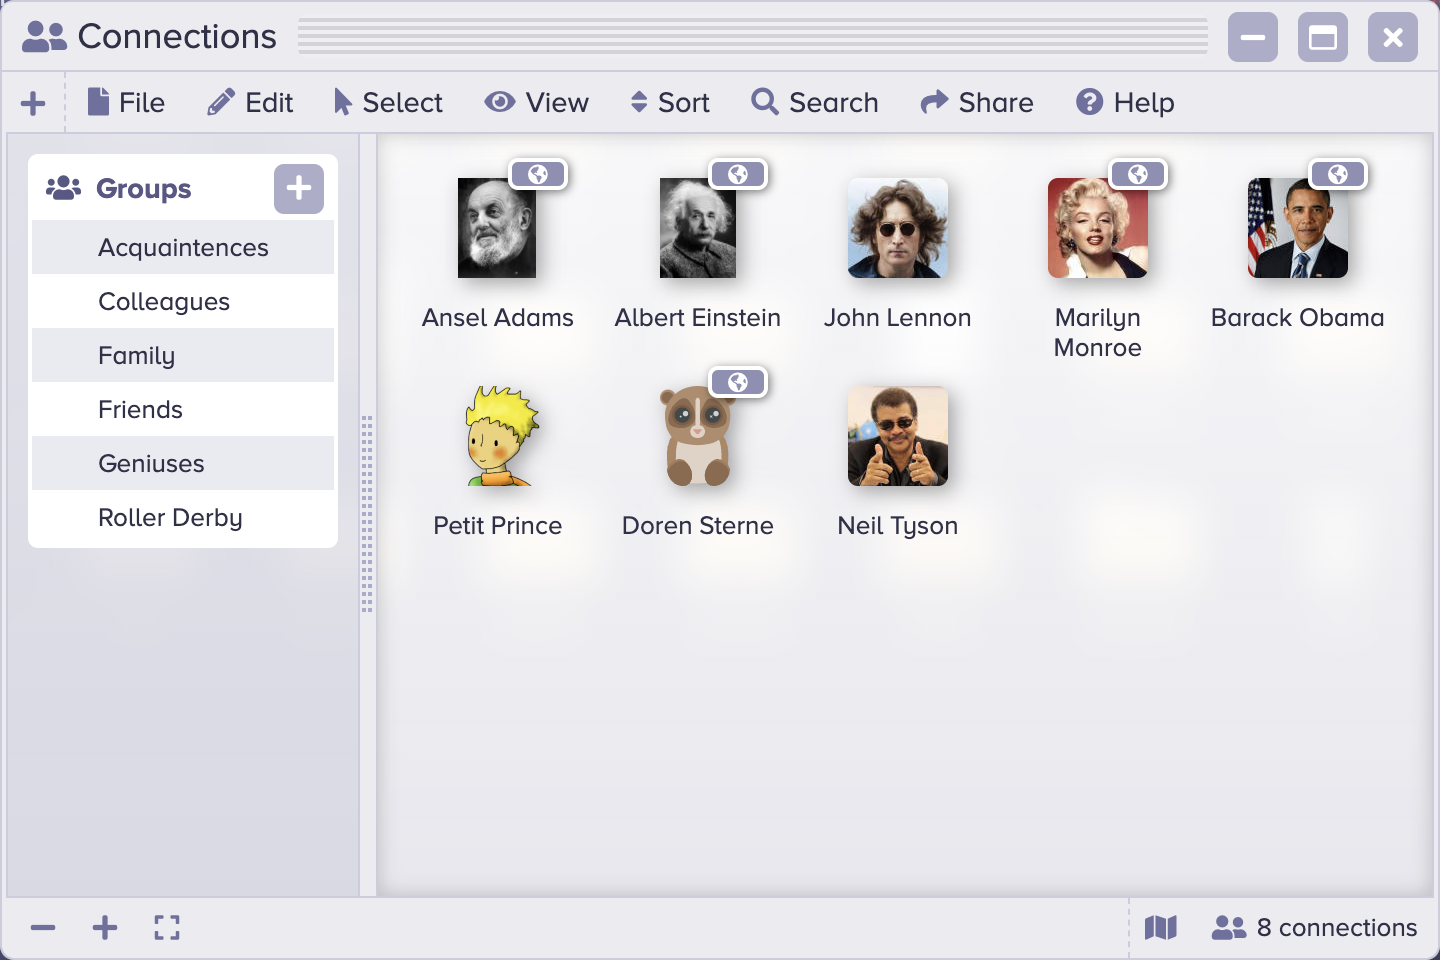 Connections
File Edit Select View Sort Search Share Help
Groups
Acquaintences
Colleagues
Family
Friends
Geniuses
Roller Derby
Ansel Adams
Albert Einstein
John Lennon
Marilyn
Monroe
Barack Obama
Petit Prince
Doren Sterne
Neil Tyson
8 connections